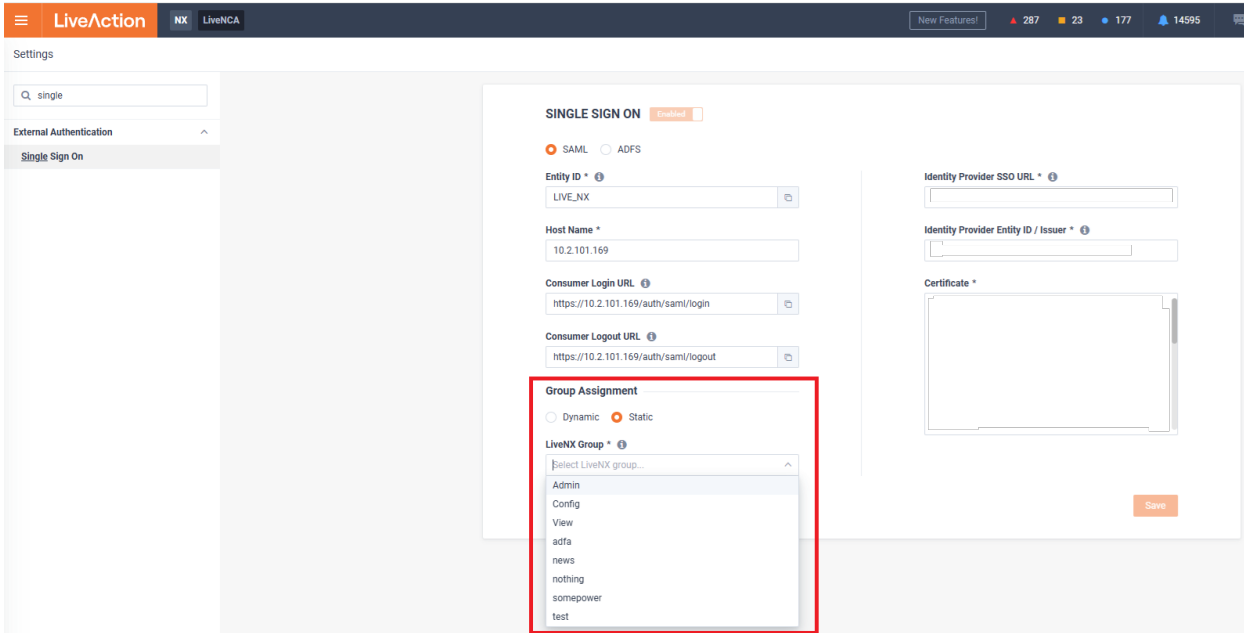 LiveAction NX LiveNCA New Features! 287 23 177 14595
Settings
single
External Authentication
Single Sign On
SINGLE SIGN ON Enabled
SAML ADFS
Entity ID *
LIVE_NX
Host Name *
10.2.101.169
Consumer Login URL
https://10.2.101.169/auth/saml/login
Consumer Logout URL
https://10.2.101.169/auth/saml/logout
Group Assignment
Dynamic Static
LiveNX Group *
Select LiveNX group...
Admin
Config
View
adfa
news
nothing
somepower
test
Identity Provider SSO URL *
Identity Provider Entity ID / Issuer *
Certificate *
Save